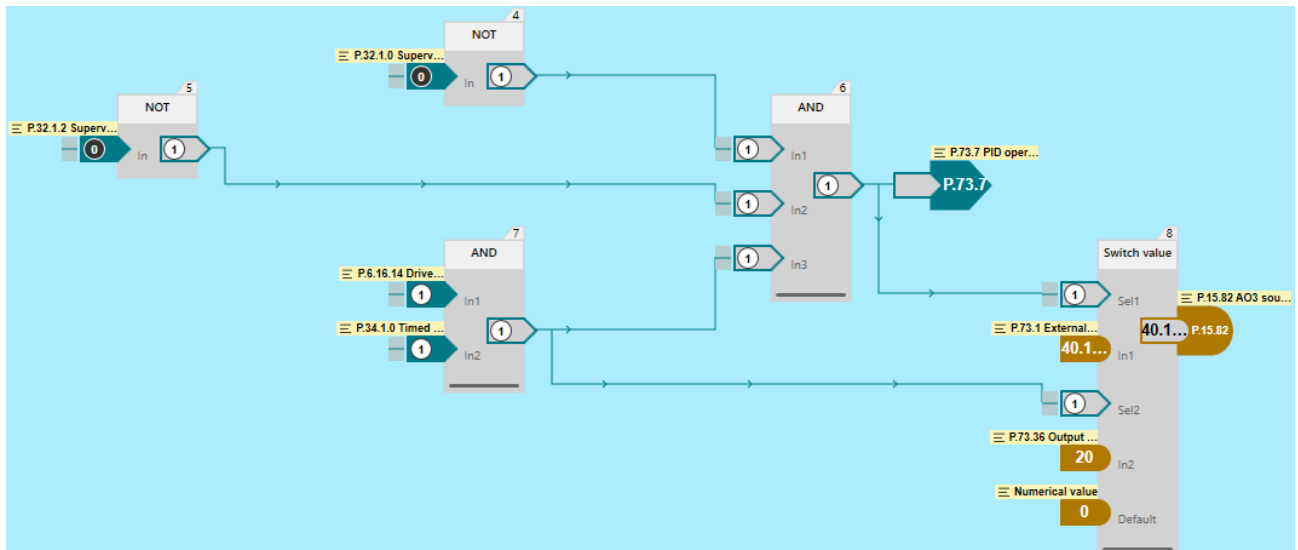 4
NOT
P.32.1.0 Superv...
0
In
1
5
NOT
P.32.1.2 Superv...
0
In
1
6
AND
1
In1
1
In2
1
In3
1
P.73.7 PID oper...
P.73.7
7
AND
P.6.16.14 Drive...
1
In1
P.34.1.0 Timed ...
1
In2
1
8
Switch value
1
Sel1
P.15.82 AO3 sou...
40.1...
P.15.82
P.73.1 External...
40.1...
In1
1
Sel2
P.73.36 Output ...
20
In2
Numerical value
0
Default